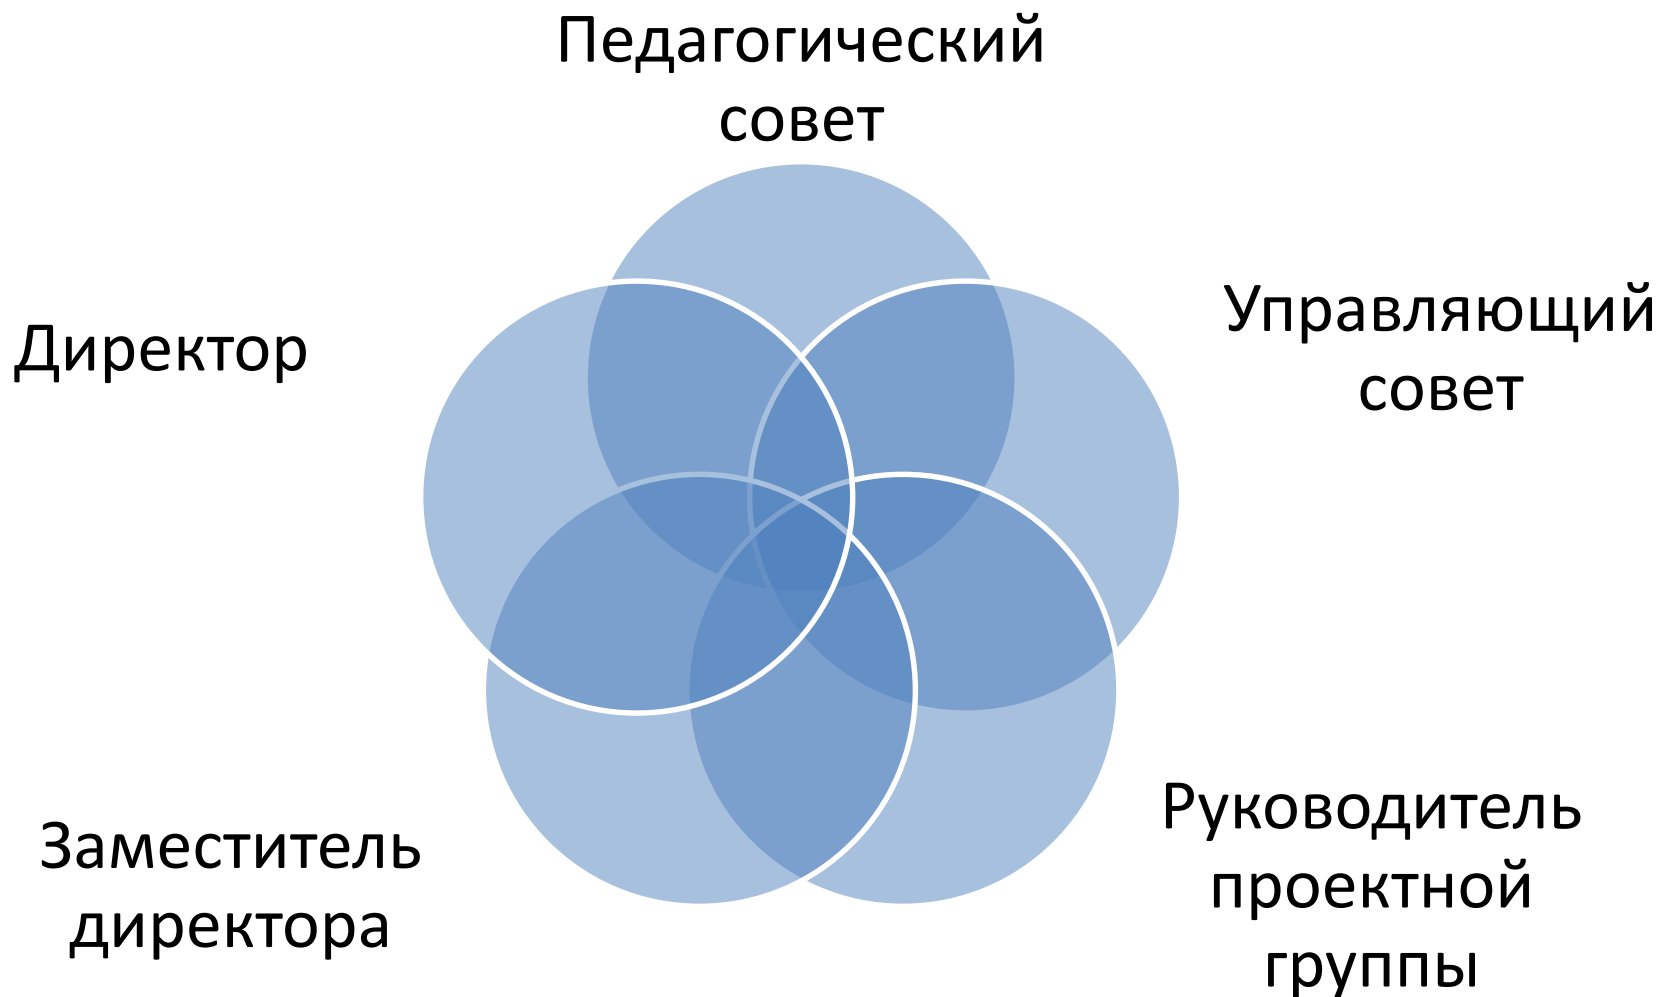 Педагогический
совет
Управляющий
совет
Руководитель
проектной
группы
Заместитель
директора
Директор